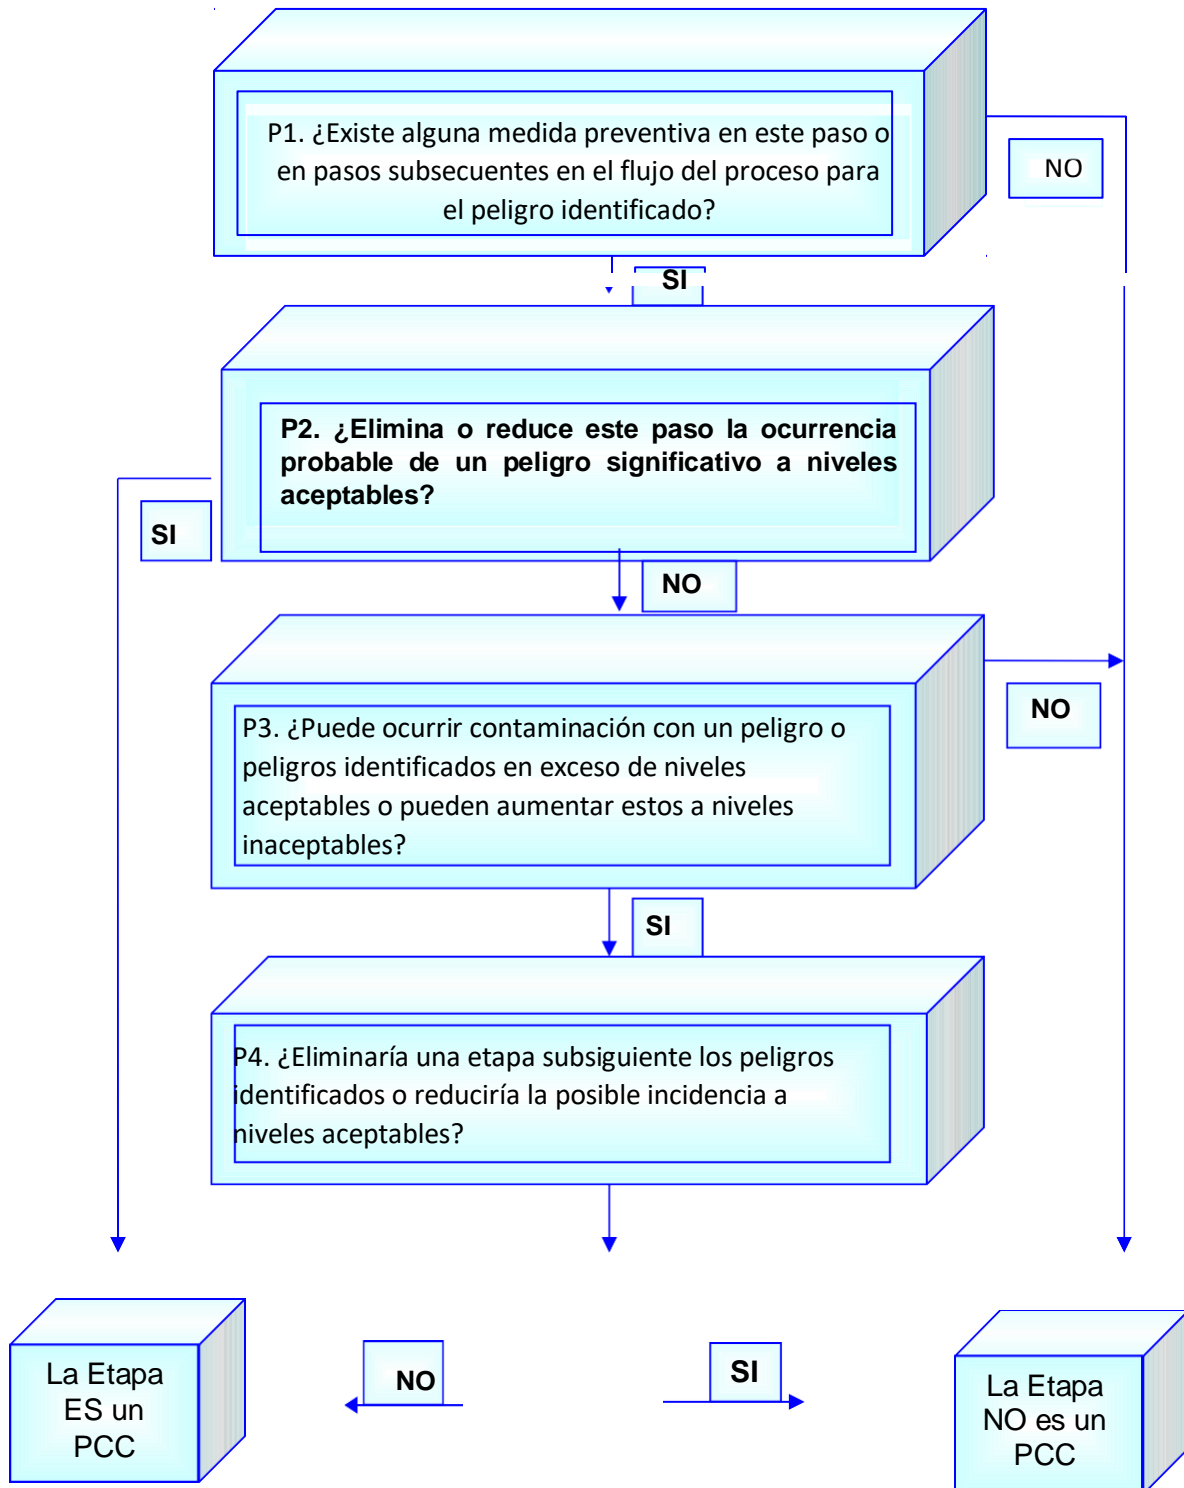 P1. ¿Existe alguna medida preventiva en este paso o
en pasos subsecuentes en el flujo del proceso para
el peligro identificado?
NO
SI
P2. ¿Elimina o reduce este paso la ocurrencia
probable de un peligro significativo a niveles
aceptables?
SI
NO
P3. ¿Puede ocurrir contaminación con un peligro o
peligros identificados en exceso de niveles
aceptables o pueden aumentar estos a niveles
inaceptables?
NO
SI
P4. ¿Eliminaría una etapa subsiguiente los peligros
identificados o reduciría la posible incidencia a
niveles aceptables?
La Etapa
ES un
PCC
NO
SI
La Etapa
NO es un
PCC